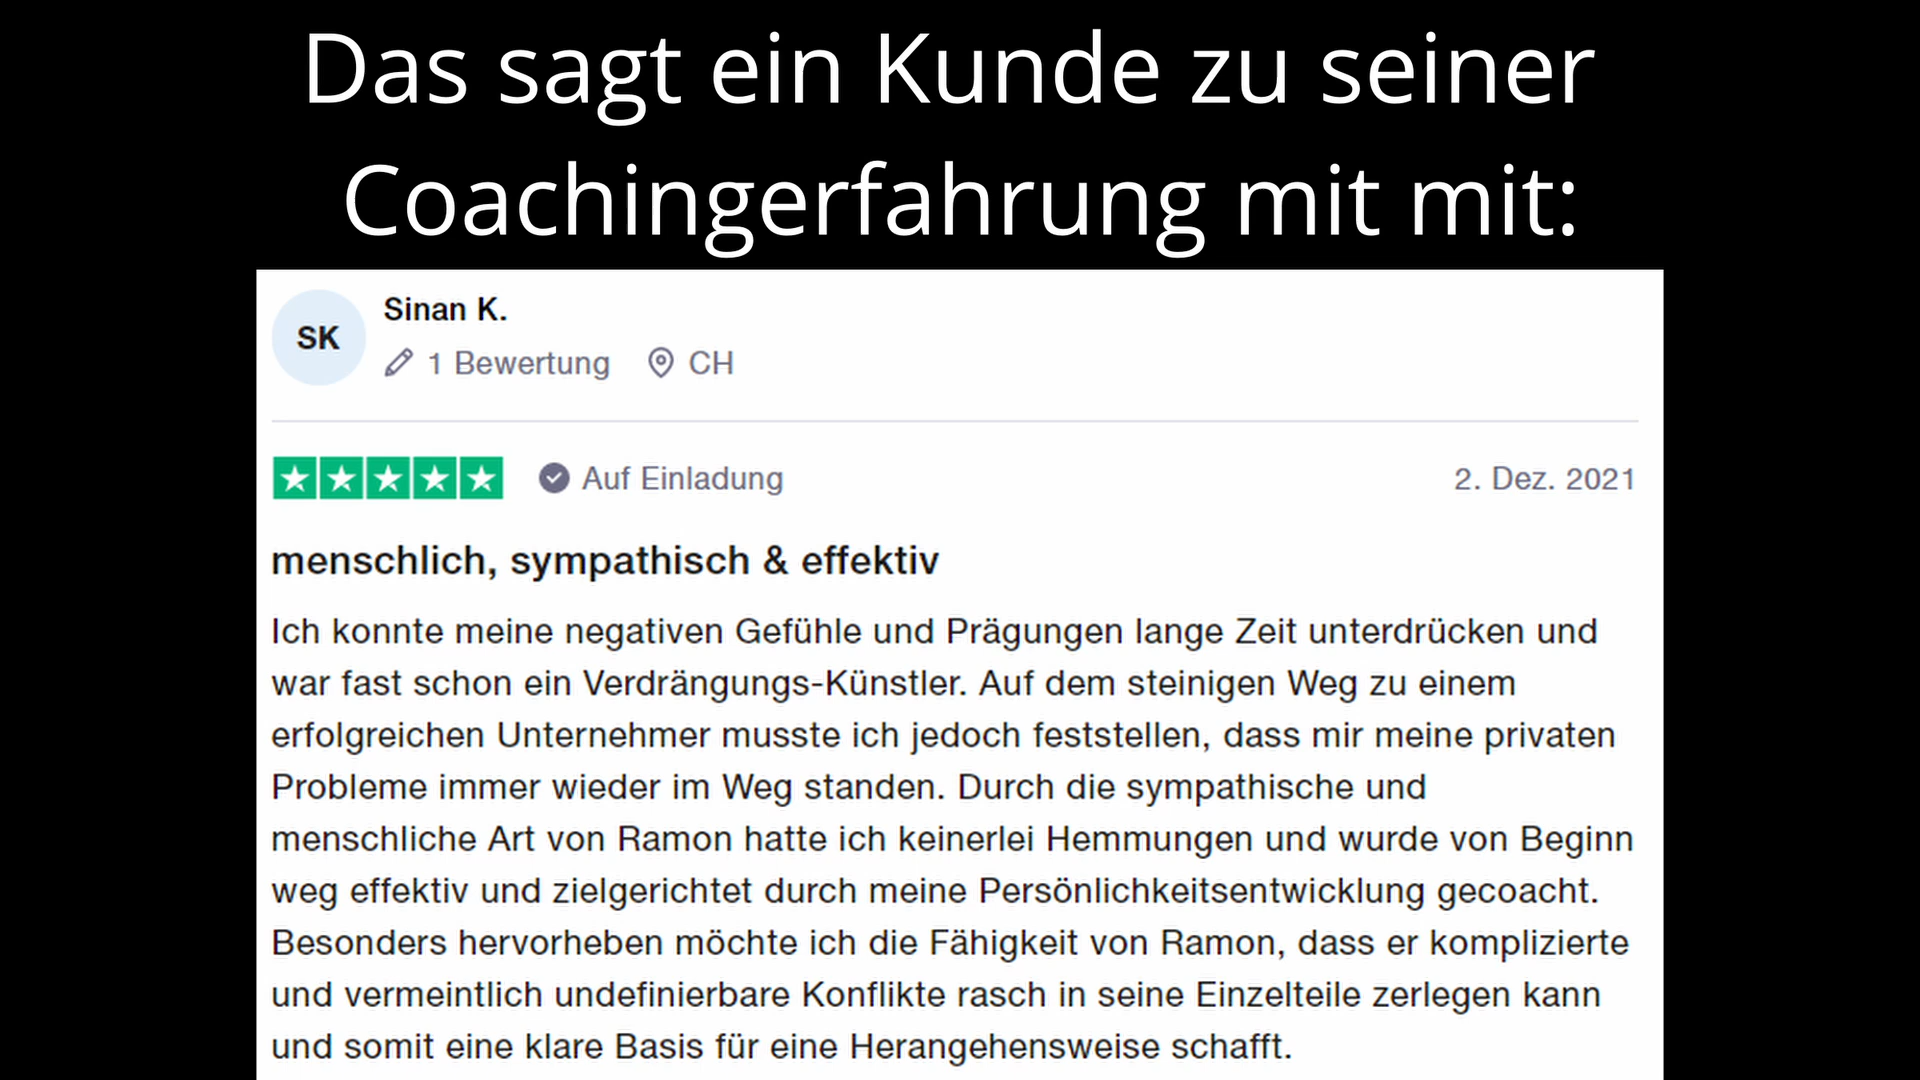 Das sagt ein Kunde zu seiner
Coachingerfahrung mit mit:
SK
Sinan K.
1 Bewertung CH
Auf Einladung 2. Dez. 2021
menschlich, sympathisch & effektiv
Ich konnte meine negativen Gefühle und Prägungen lange Zeit unterdrücken und
war fast schon ein Verdrängungs-Künstler. Auf dem steinigen Weg zu einem
erfolgreichen Unternehmer musste ich jedoch feststellen, dass mir meine privaten
Probleme immer wieder im Weg standen. Durch die sympathische und
menschliche Art von Ramon hatte ich keinerlei Hemmungen und wurde von Beginn
weg effektiv und zielgerichtet durch meine Persönlichkeitsentwicklung gecoacht.
Besonders hervorheben möchte ich die Fähigkeit von Ramon, dass er komplizierte
und vermeintlich undefinierbare Konflikte rasch in seine Einzelteile zerlegen kann
und somit eine klare Basis für eine Herangehensweise schafft.